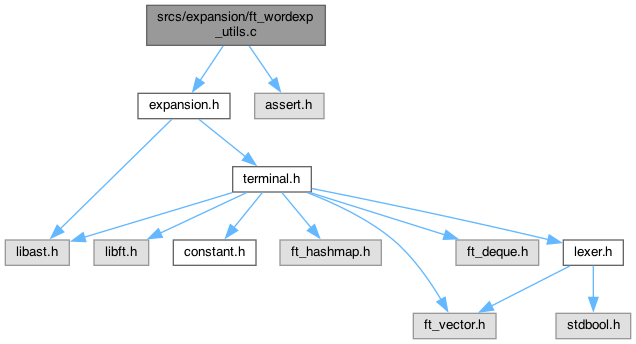 srcs/expansion/ft_wordexp
_utils.c
expansion.h
assert.h
terminal.h
libast.h
libft.h
constant.h
ft_hashmap.h
ft_deque.h
lexer.h
ft_vector.h
stdbool.h